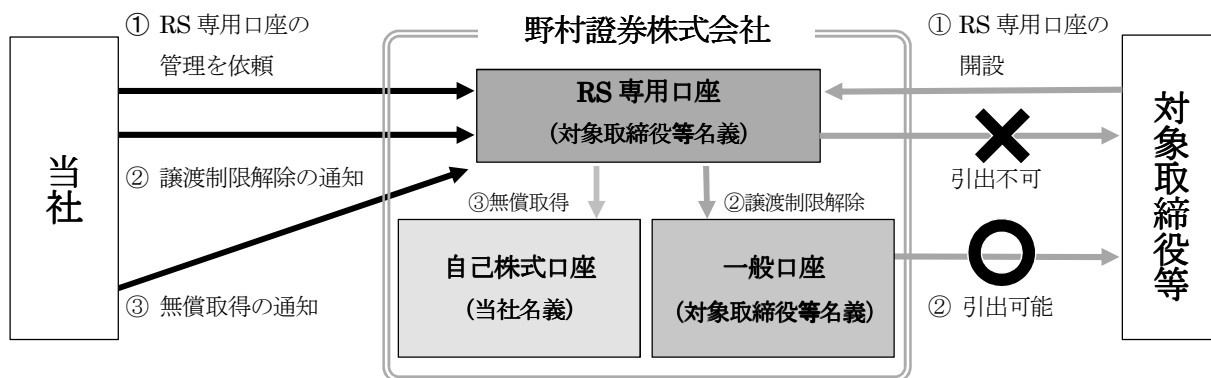 ① RS 専用口座の
管理を依頼
野村證券株式会社
① RS 専用口座の
開設
当社
RS 専用口座
(対象取締役等名義)
対象取締役等
② 譲渡制限解除の通知
引出不可
③無償取得
②譲渡制限解除
自己株式口座
(当社名義)
一般口座
(対象取締役等名義)
③ 無償取得の通知
② 引出可能